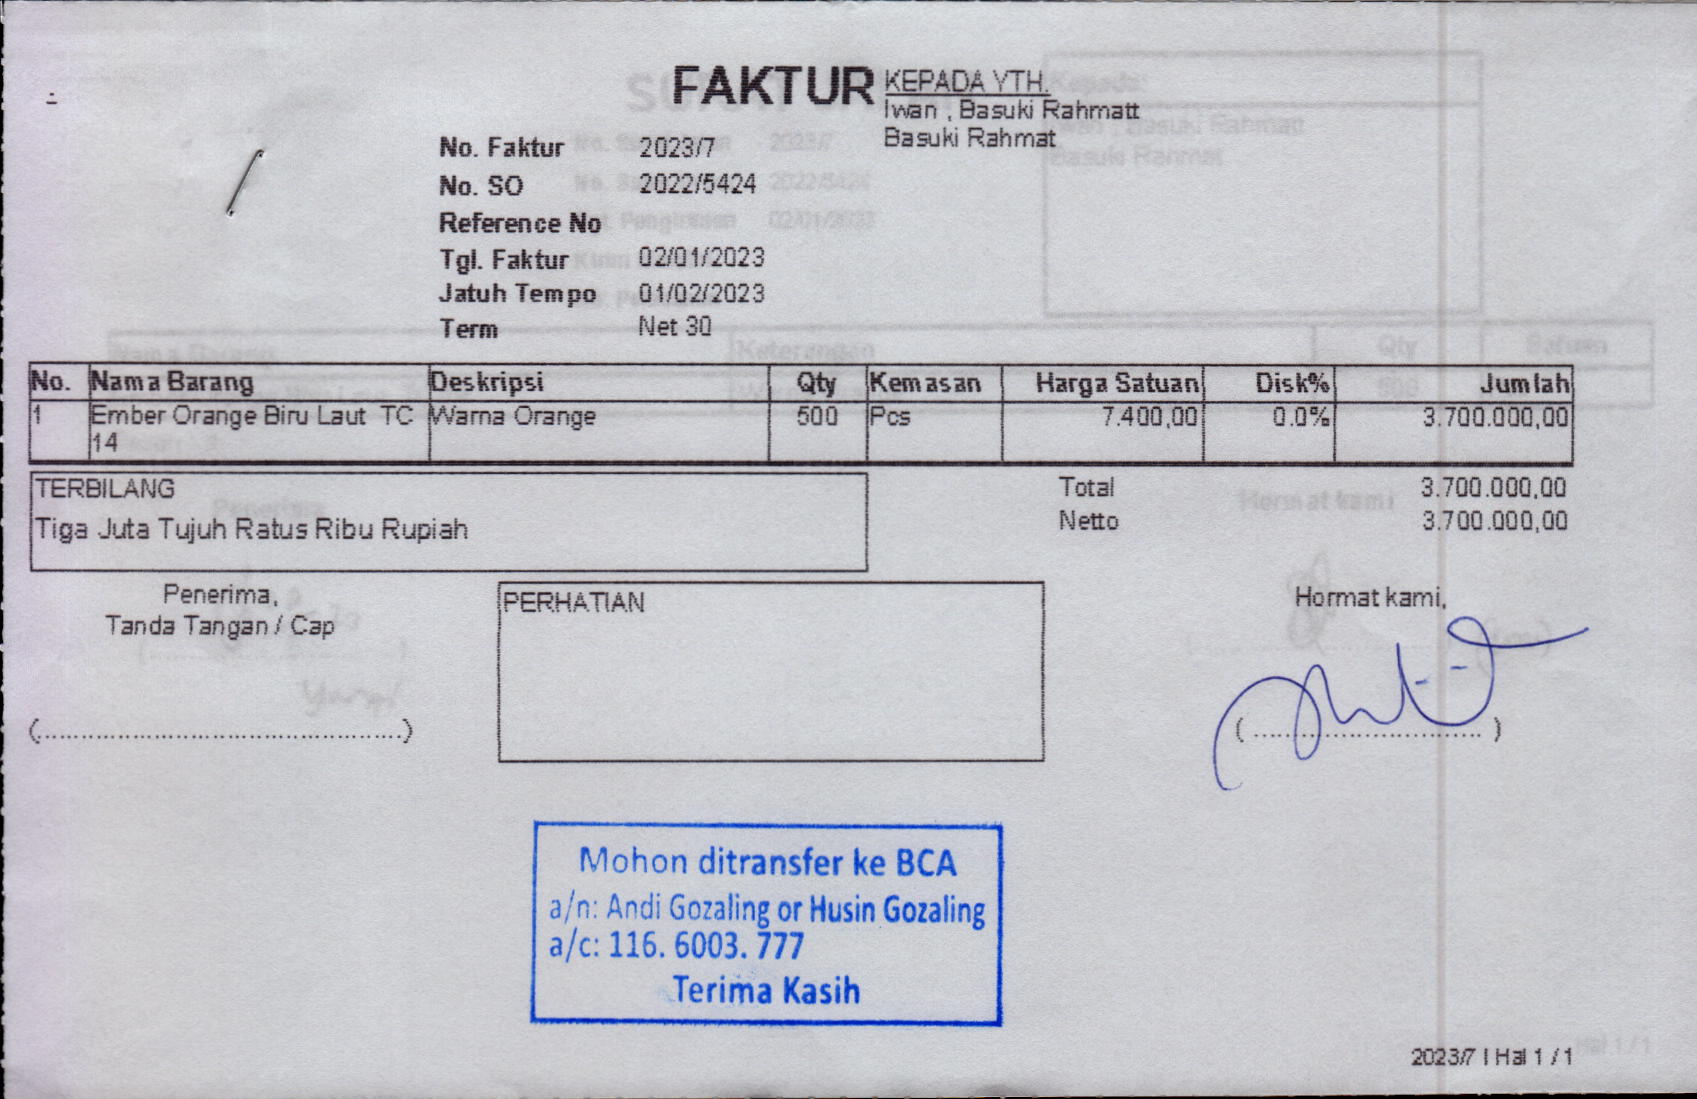 FAKTUR
KEPADA YTH.
Iwan , Basuki Rahmatt
Basuki Rahmat
No. Faktur 2023/7
No. SO 2022/5424
Reference No
Tgl. Faktur 02/01/2023
Jatuh Tempo 01/02/2023
Term Net 30
No. Nama Barang Deskripsi Qty Kemasan Harga Satuan Disk% Jumlah
1 Ember Orange Biru Laut TC Warna Orange 500 Pcs 7.400,00 0.0% 3.700.000,00
14
TERBILANG
Tiga Juta Tujuh Ratus Ribu Rupiah
Total 3.700.000,00
Netto 3.700.000,00
Penerima,
Tanda Tangan / Cap
(............................................)
PERHATIAN
Hormat kami,
( ............................ )
Mohon ditransfer ke BCA
a/n: Andi Gozaling or Husin Gozaling
a/c: 116. 6003. 777
Terima Kasih
2023/7 | Hal 1 / 1